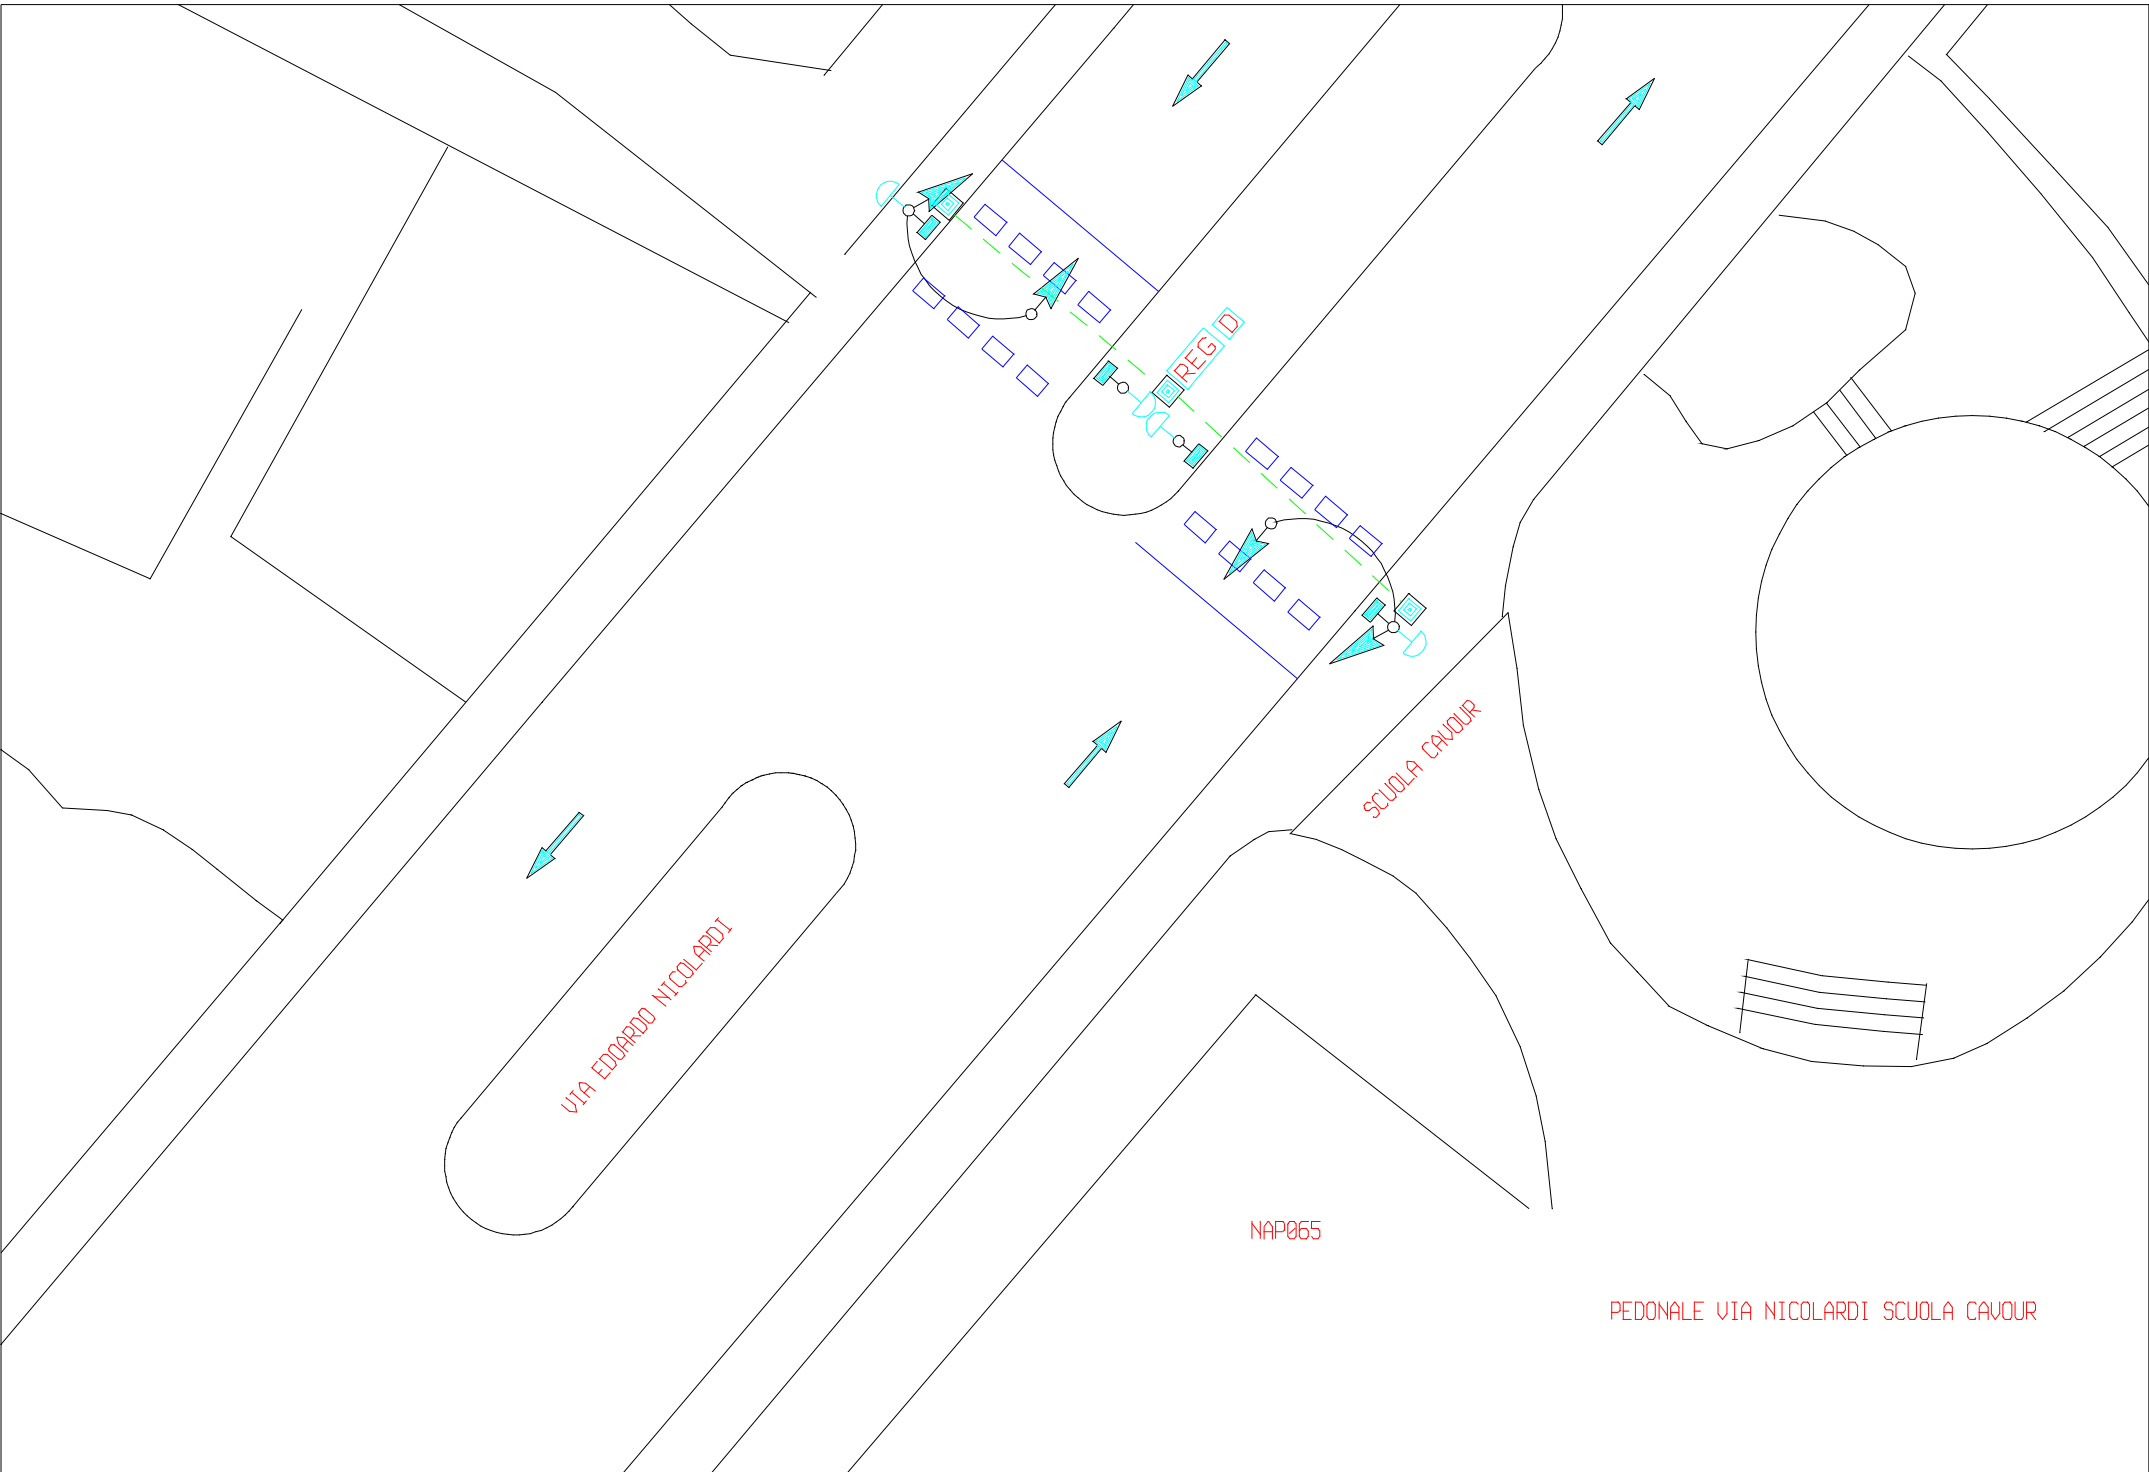 REG D
SCUOLA CAVOUR
VIA EDOARDO NICOLARDI
NAP065
PEDONALE VIA NICOLARDI SCUOLA CAVOUR